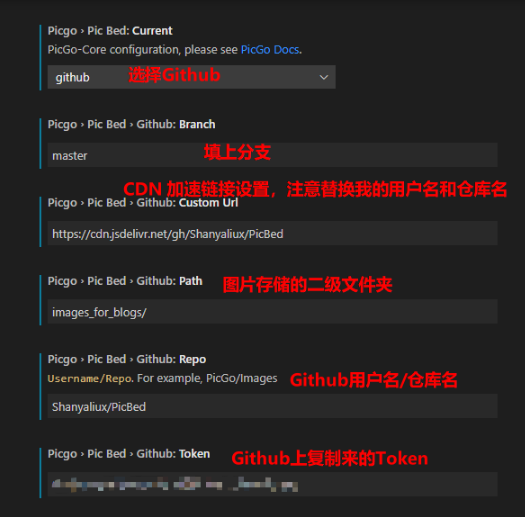 Picgo › Pic Bed: Current
PicGo-Core configuration, please see PicGo Docs.
github 选择Github
Picgo › Pic Bed › Github: Branch
master 填上分支
CDN 加速链接设置，注意替换我的用户名和仓库名
Picgo › Pic Bed › Github: Custom Url
https://cdn.jsdelivr.net/gh/Shanyaliux/PicBed
Picgo › Pic Bed › Github: Path 图片存储的二级文件夹
images_for_blogs/
Picgo › Pic Bed › Github: Repo
Username/Repo. For example, PicGo/Images Github用户名/仓库名
Shanyaliux/PicBed
Picgo › Pic Bed › Github: Token Github上复制来的Token